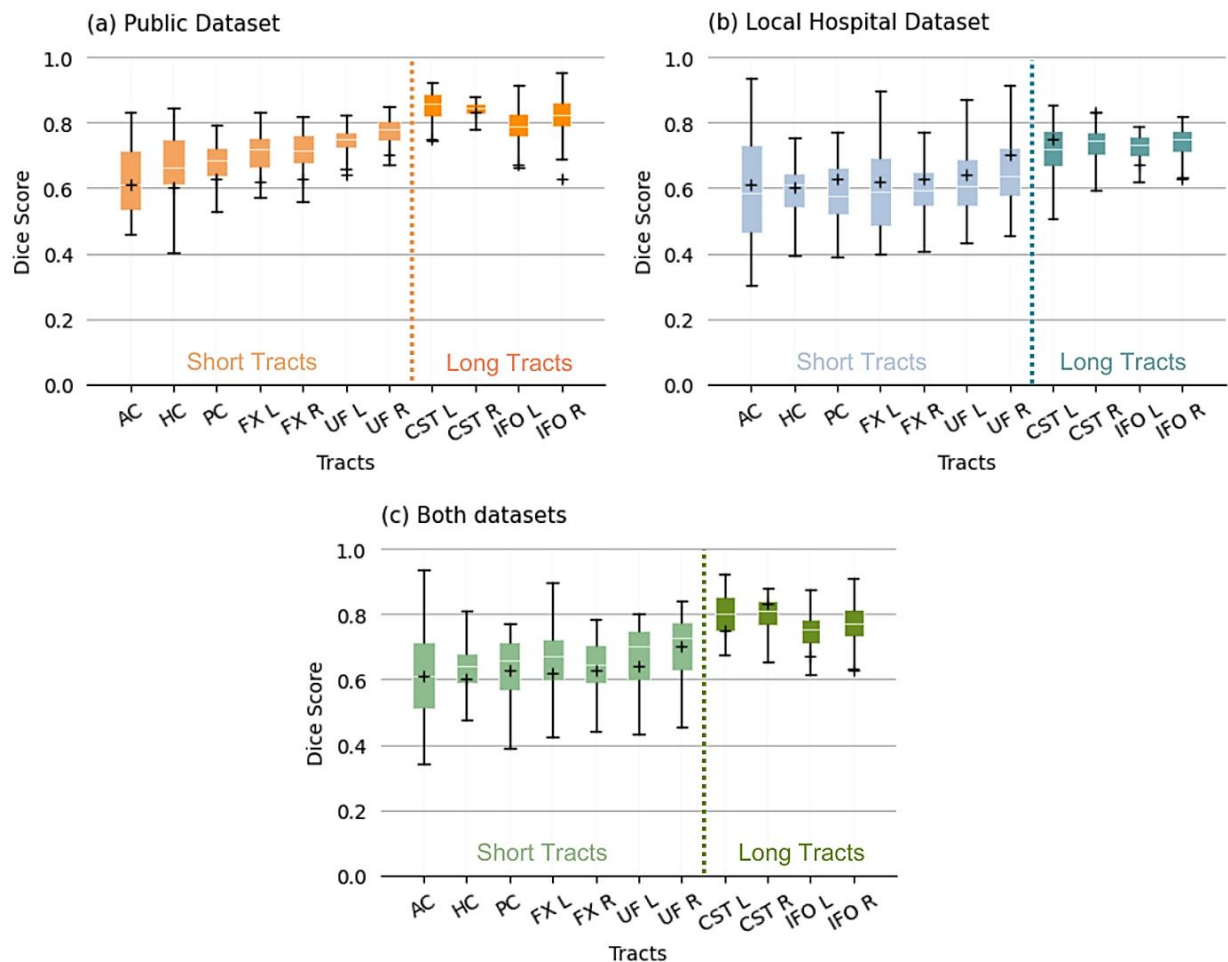 (a) Public Dataset
1.0
0.8
0.6
0.4
0.2
0.0
Dice Score
Short Tracts
Long Tracts
AC HC PC FX L FX R UF L UF R CST L CST R IFO L IFO R
Tracts
(b) Local Hospital Dataset
1.0
0.8
0.6
0.4
0.2
0.0
Dice Score
Short Tracts
Long Tracts
AC HC PC FX L FX R UF L UF R CST L CST R IFO L IFO R
Tracts
(c) Both datasets
1.0
0.8
0.6
0.4
0.2
0.0
Dice Score
Short Tracts
Long Tracts
AC HC PC FX L FX R UF L UF R CST L CST R IFO L IFO R
Tracts